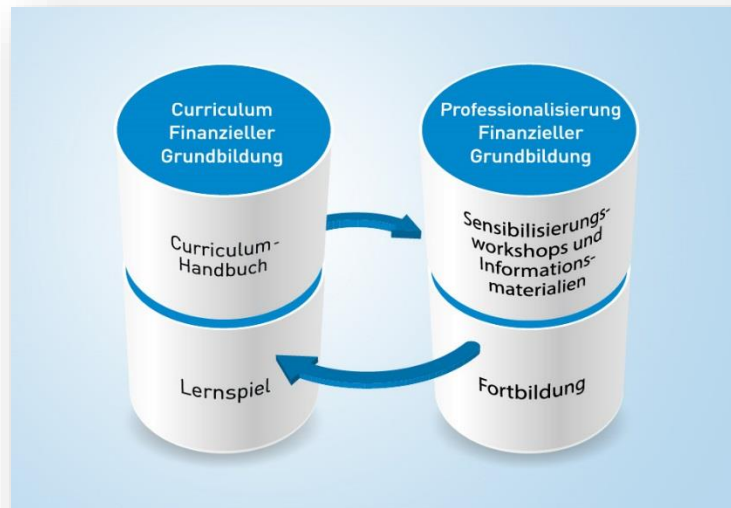 Curriculum
Finanzieller
Grundbildung
Curriculum-
Handbuch
Lernspiel
Professionalisierung
Finanzieller
Grundbildung
Sensibilisierungs-
workshops und
Informations-
materialien
Fortbildung